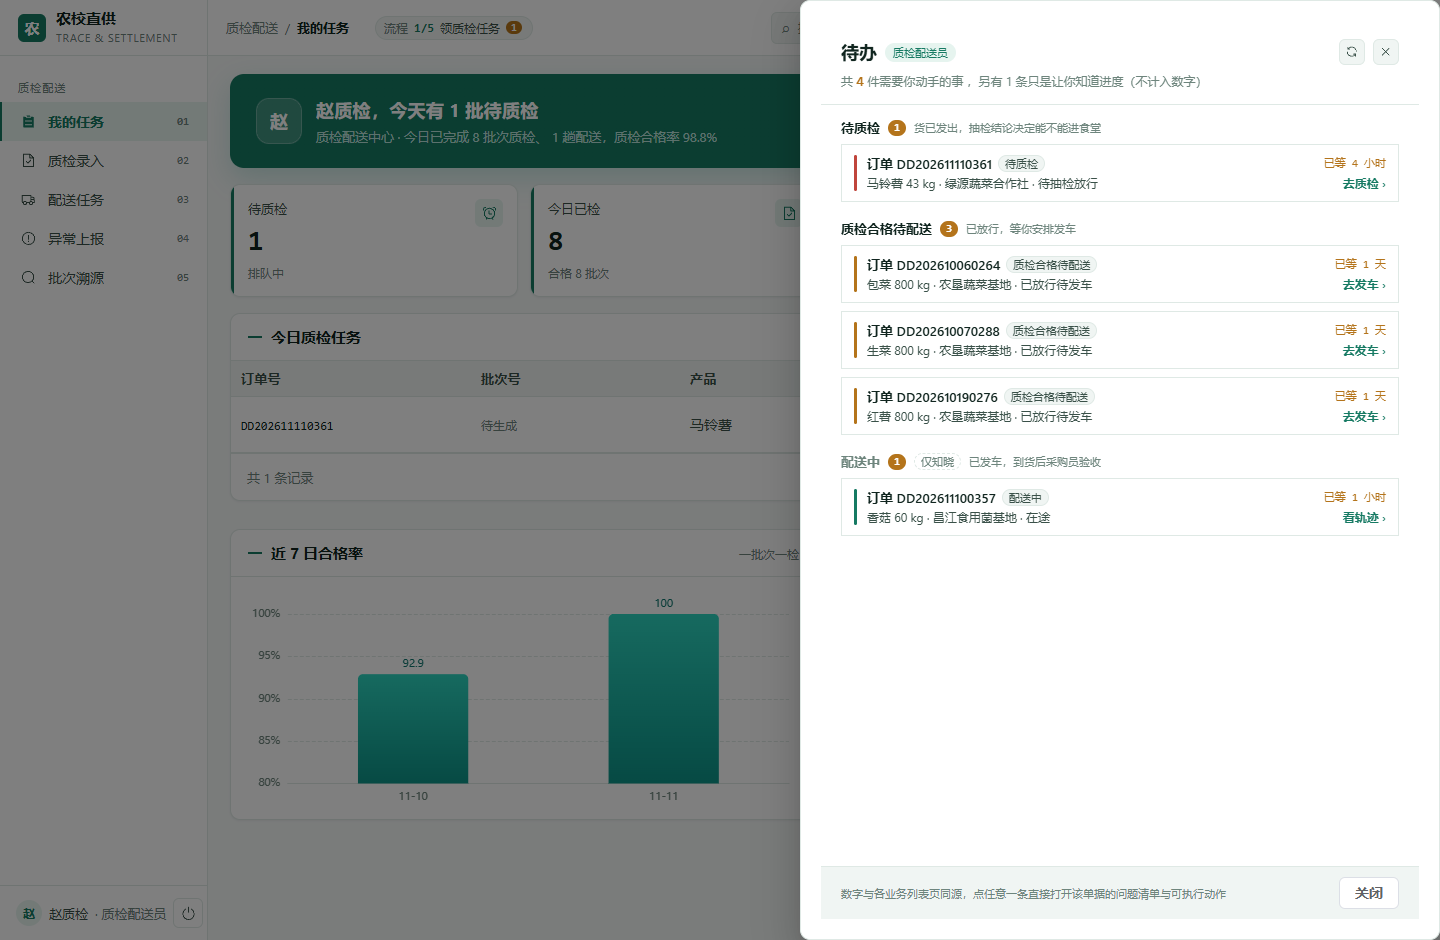 农
农校直供
TRACE & SETTLEMENT
质检配送
我的任务 01
质检录入 02
配送任务 03
异常上报 04
批次溯源 05
赵 赵质检 · 质检配送员
质检配送 / 我的任务
流程 1/5 领质检任务 1
赵
赵质检，今天有 1 批待质检
质检配送中心 · 今日已完成 8 批次质检、 1 趟配送，质检合格率 98.8%
待质检
1
排队中
今日已检
8
合格 8 批次
今日质检任务
订单号 批次号 产品
DD202611110361 待生成 马铃薯
共 1 条记录
近 7 日合格率
一批次一检
100%
95%
90%
85%
80%
92.9
100
11-10
11-11
待办 质检配送员
共 4 件需要你动手的事 ，另有 1 条只是让你知道进度（不计入数字）
待质检 1 货已发出，抽检结论决定能不能进食堂
订单 DD202611110361 待质检 已等 4 小时
马铃薯 43 kg · 绿源蔬菜合作社 · 待抽检放行 去质检 ›
质检合格待配送 3 已放行，等你安排发车
订单 DD202610060264 质检合格待配送 已等 1 天
包菜 800 kg · 农垦蔬菜基地 · 已放行待发车 去发车 ›
订单 DD202610070288 质检合格待配送 已等 1 天
生菜 800 kg · 农垦蔬菜基地 · 已放行待发车 去发车 ›
订单 DD202610190276 质检合格待配送 已等 1 天
红薯 800 kg · 农垦蔬菜基地 · 已放行待发车 去发车 ›
配送中 1 仅知晓 已发车，到货后采购员验收
订单 DD202611100357 配送中 已等 1 小时
香菇 60 kg · 昌江食用菌基地 · 在途 看轨迹 ›
数字与各业务列表页同源，点任意一条直接打开该单据的问题清单与可执行动作
关闭